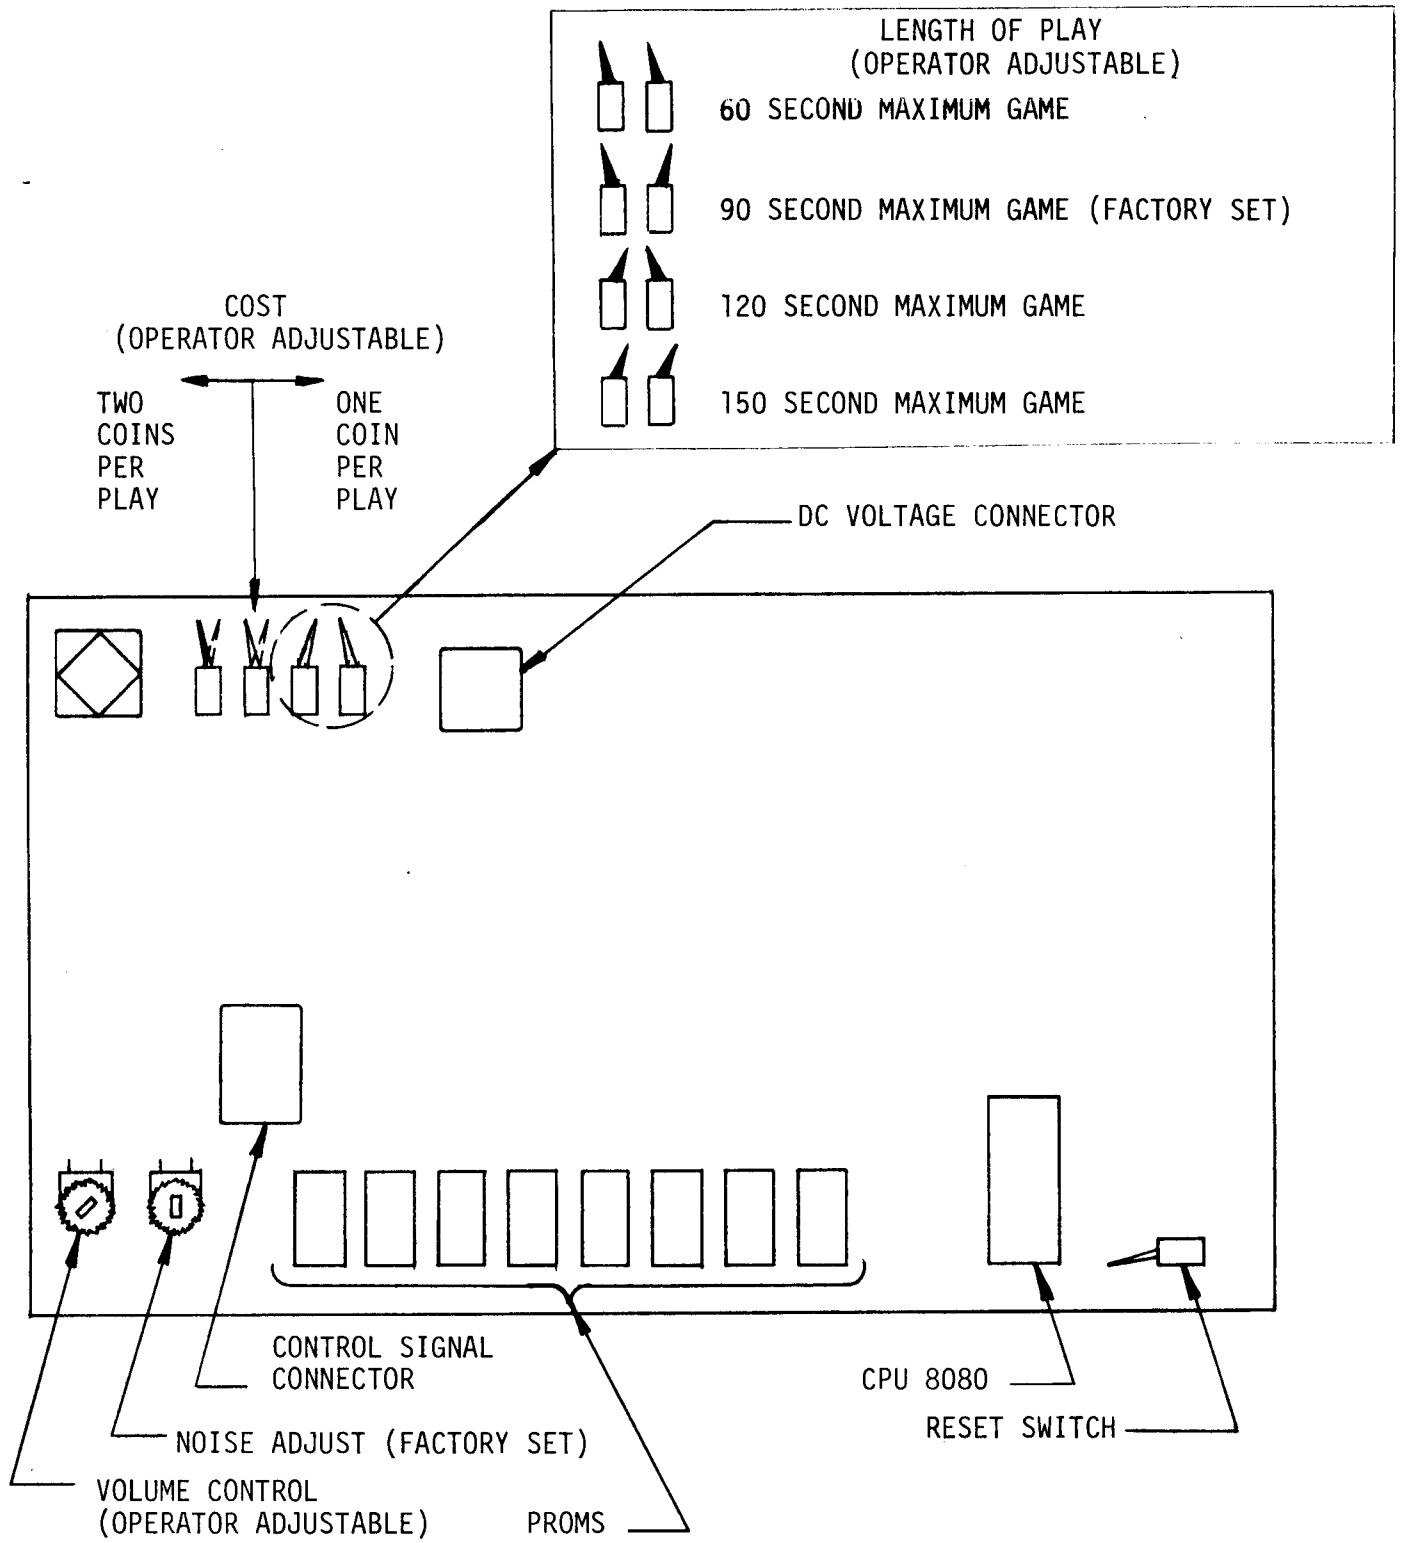 LENGTH OF PLAY
(OPERATOR ADJUSTABLE)
60 SECOND MAXIMUM GAME
90 SECOND MAXIMUM GAME (FACTORY SET)
120 SECOND MAXIMUM GAME
150 SECOND MAXIMUM GAME
COST
(OPERATOR ADJUSTABLE)
TWO
COINS
PER
PLAY
ONE
COIN
PER
PLAY
DC VOLTAGE CONNECTOR
CONTROL SIGNAL
CONNECTOR
CPU 8080
RESET SWITCH
NOISE ADJUST (FACTORY SET)
VOLUME CONTROL
(OPERATOR ADJUSTABLE)
PROMS